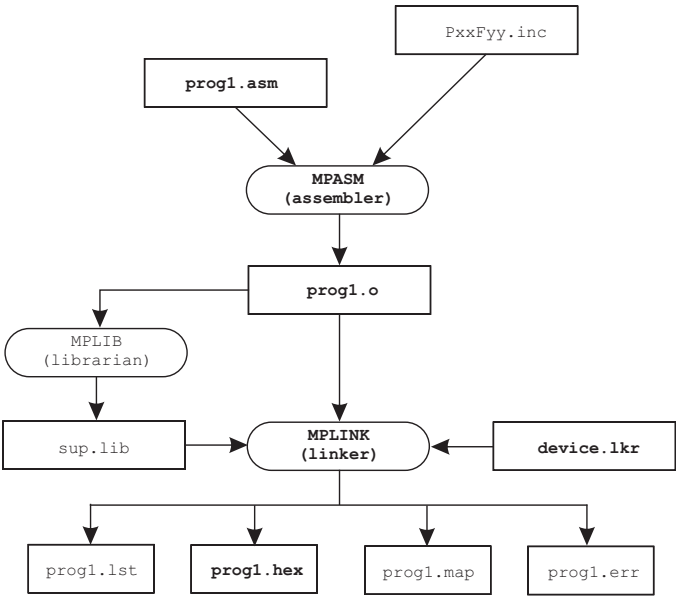 PxxFyy.inc
prog1.asm
MPASM
(assembler)
prog1.o
MPLIB
(librarian)
sup.lib
MPLINK
(linker)
device.lkr
prog1.lst
prog1.hex
prog1.map
prog1.err